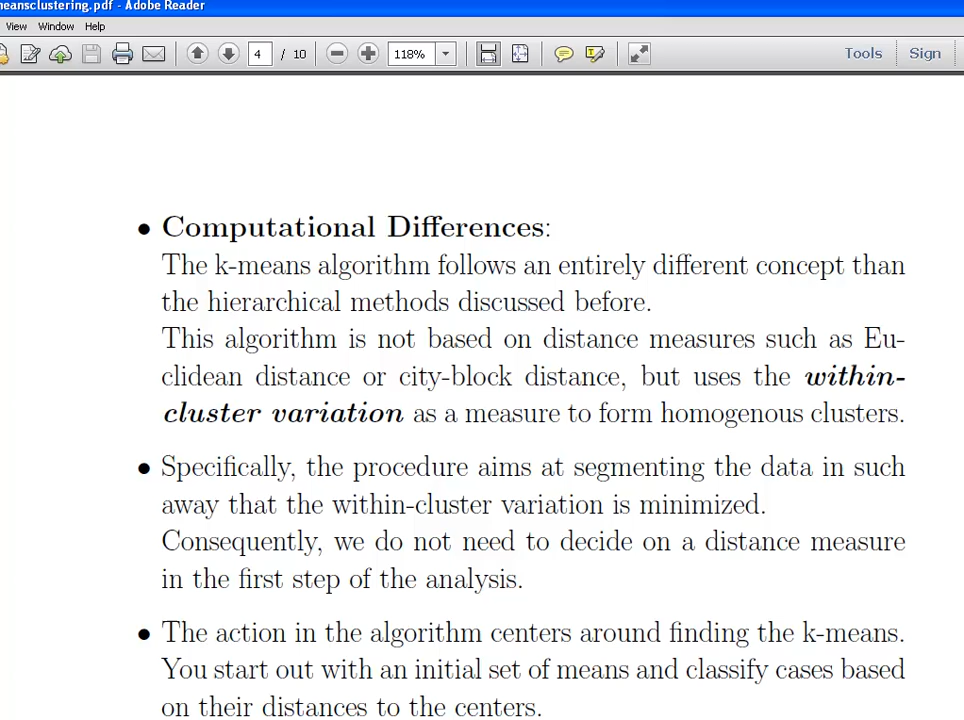 meansclustering.pdf - Adobe Reader
View Window Help
4 / 10 118% Tools Sign
• Computational Differences:
The k-means algorithm follows an entirely different concept than
the hierarchical methods discussed before.
This algorithm is not based on distance measures such as Eu-
clidean distance or city-block distance, but uses the within-
cluster variation as a measure to form homogenous clusters.
• Specifically, the procedure aims at segmenting the data in such
away that the within-cluster variation is minimized.
Consequently, we do not need to decide on a distance measure
in the first step of the analysis.
• The action in the algorithm centers around finding the k-means.
You start out with an initial set of means and classify cases based
on their distances to the centers.